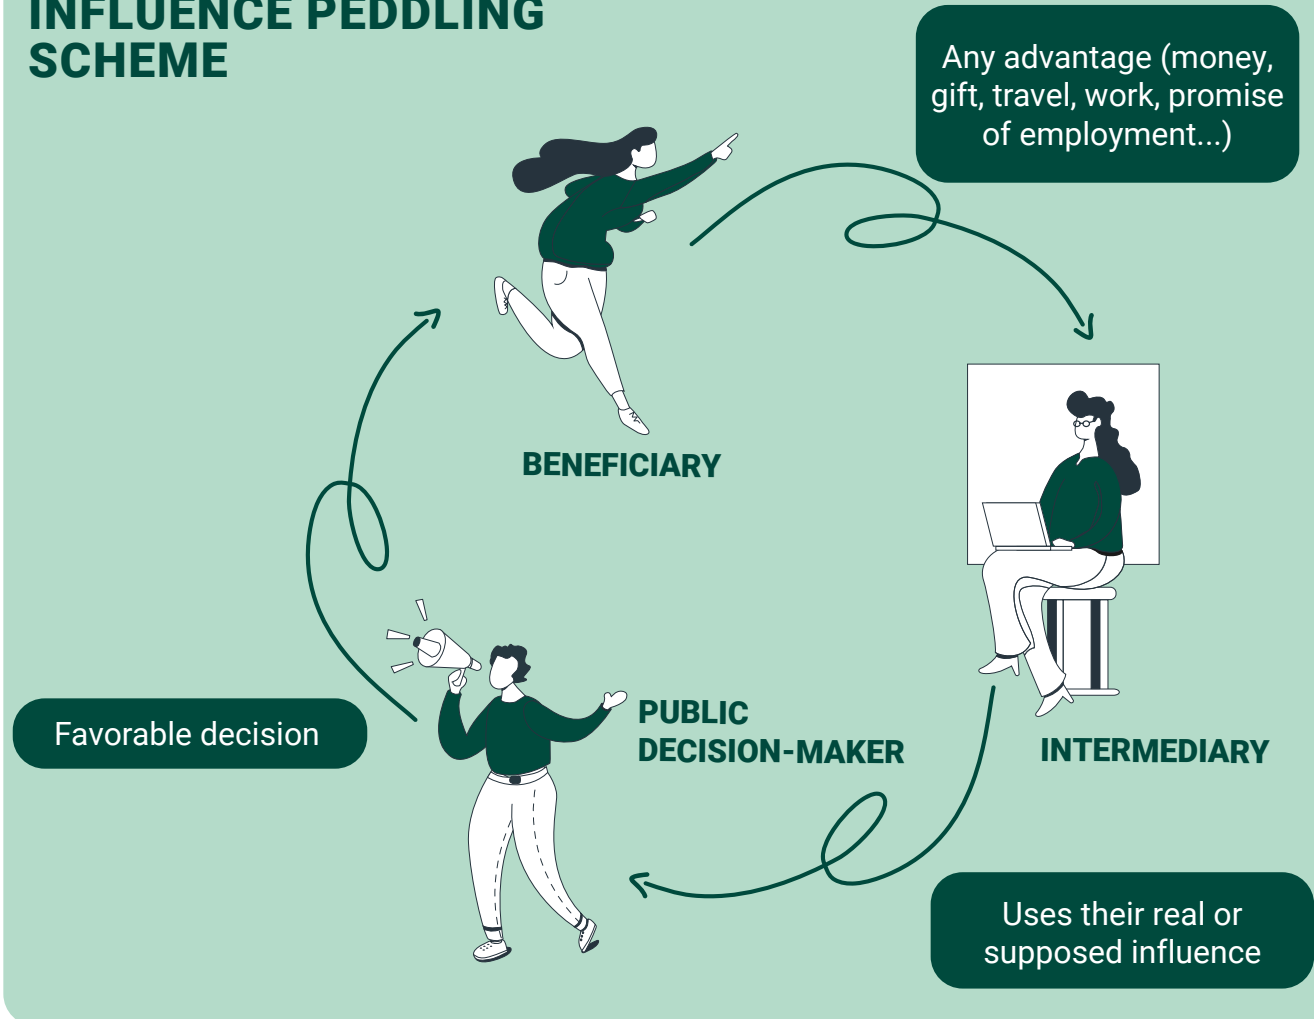 INFLUENCE PEDDLING
SCHEME
Any advantage (money,
gift, travel, work, promise
of employment...)
BENEFICIARY
Favorable decision
PUBLIC
DECISION-MAKER
INTERMEDIARY
Uses their real or
supposed influence